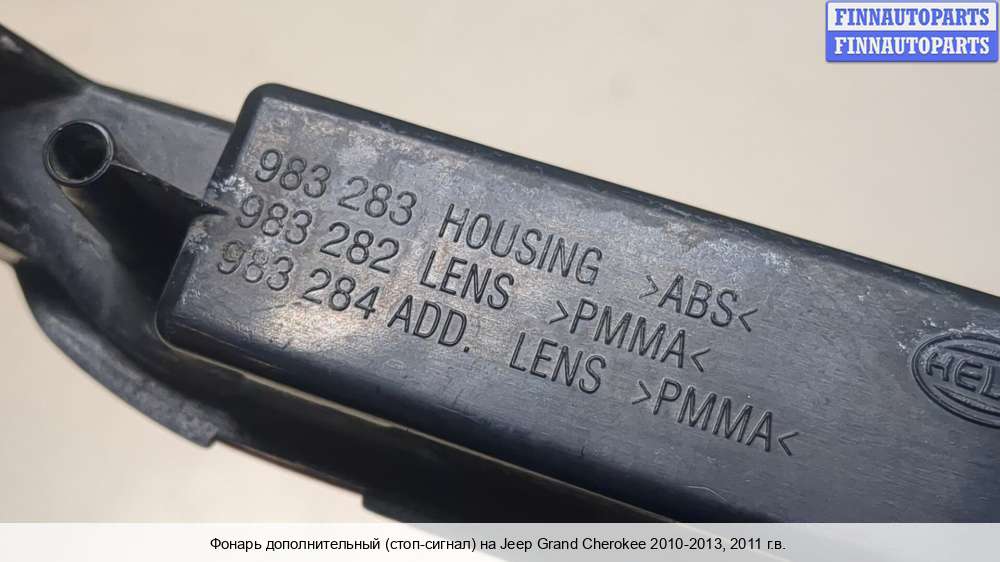 FINNAUTOPARTS
FINNAUTOPARTS
983 283 HOUSING >ABS<
983 282 LENS >PMMA<
983 284 ADD. LENS >PMMA<
HEL
Фонарь дополнительный (стоп-сигнал) на Jeep Grand Cherokee 2010-2013, 2011 г.в.